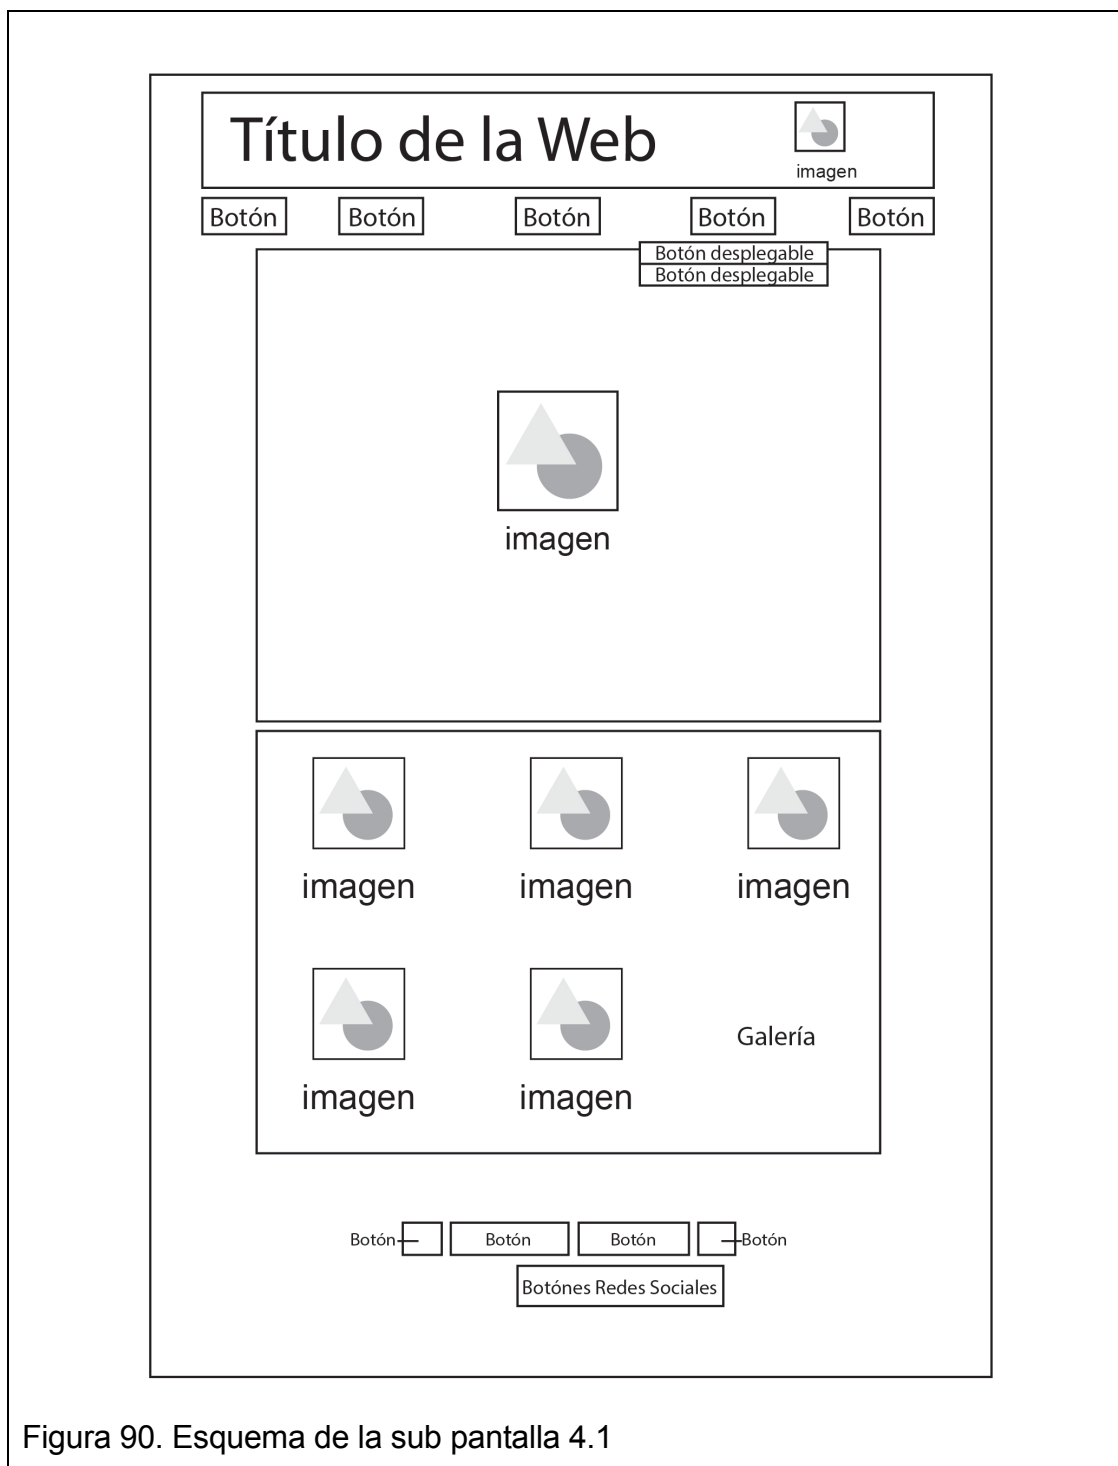 Título de la Web
imagen
Botón Botón Botón Botón Botón
Botón desplegable
Botón desplegable
imagen
imagen imagen imagen
Galería
imagen imagen
Botón Botón Botón Botón
Botónes Redes Sociales
Figura 90. Esquema de la sub pantalla 4.1